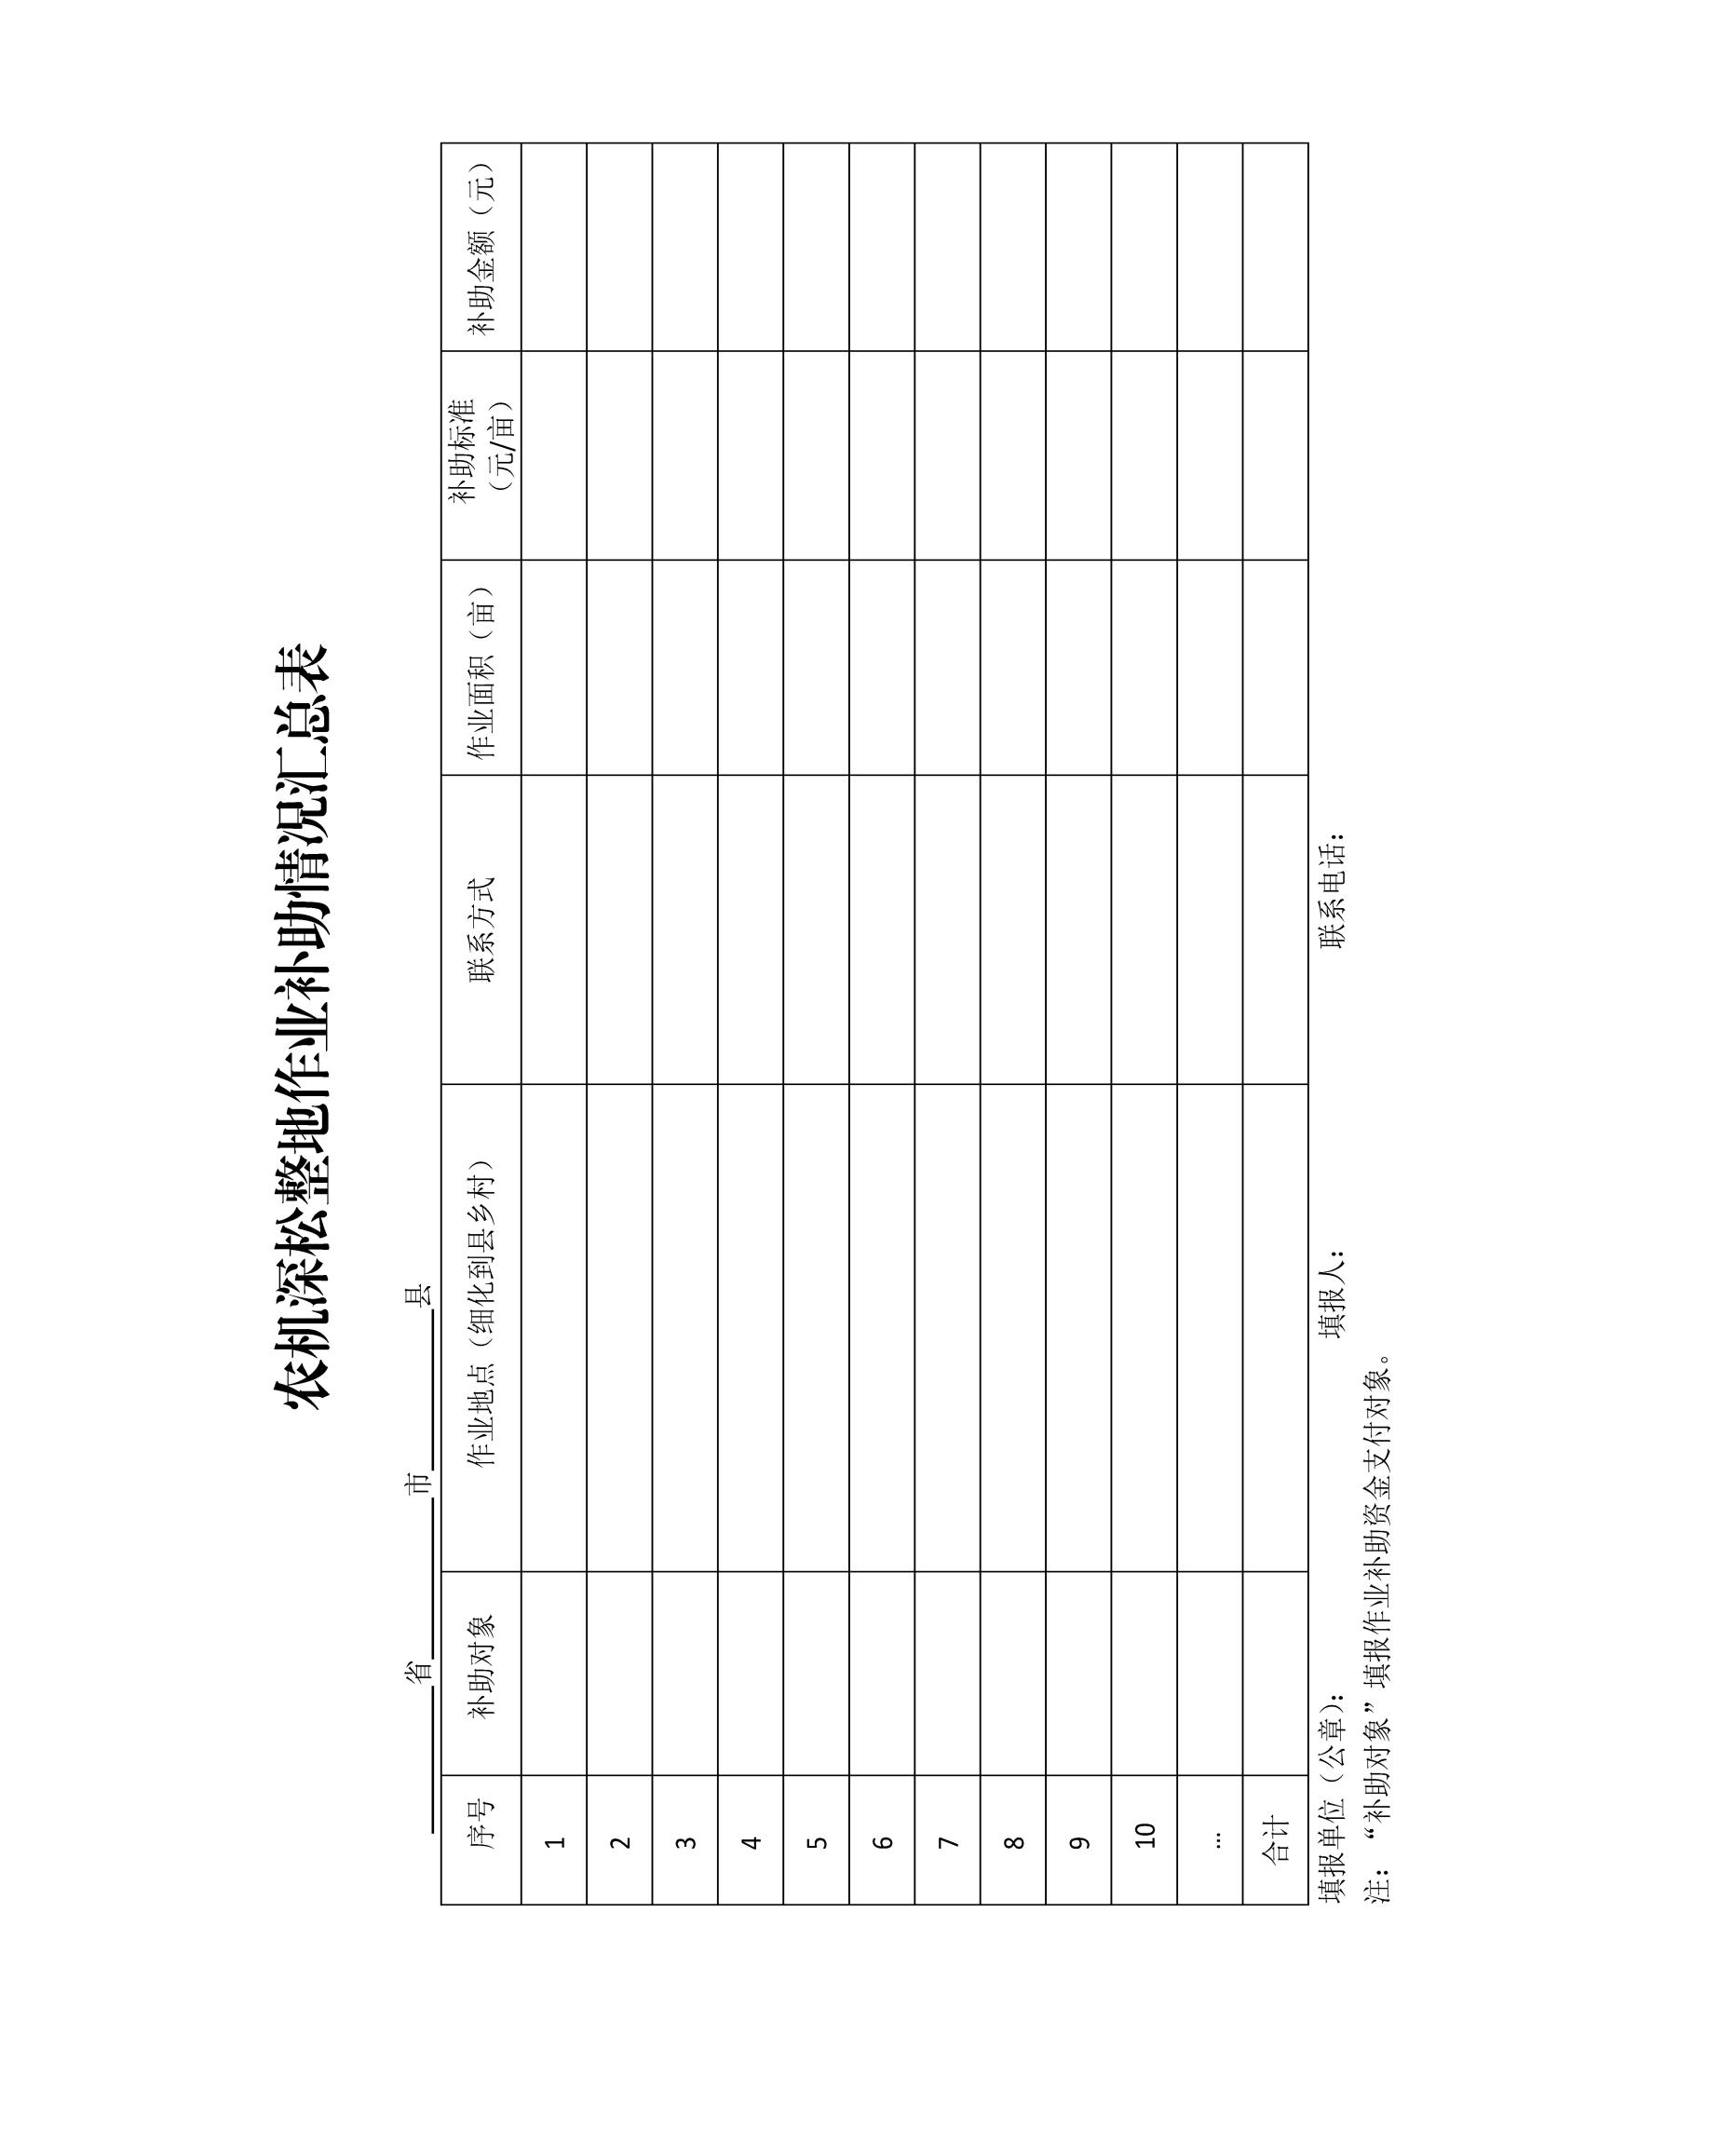 农机深松整地作业补助情况汇总表
省 市 县
序号 补助对象 作业地点（细化到县乡村） 联系方式 作业面积（亩） 补助标准（元/亩） 补助金额（元）
1
2
3
4
5
6
7
8
9
10
…
合计
填报单位（公章）： 填报人： 联系电话：
注：“补助对象”填报作业补助资金支付对象。